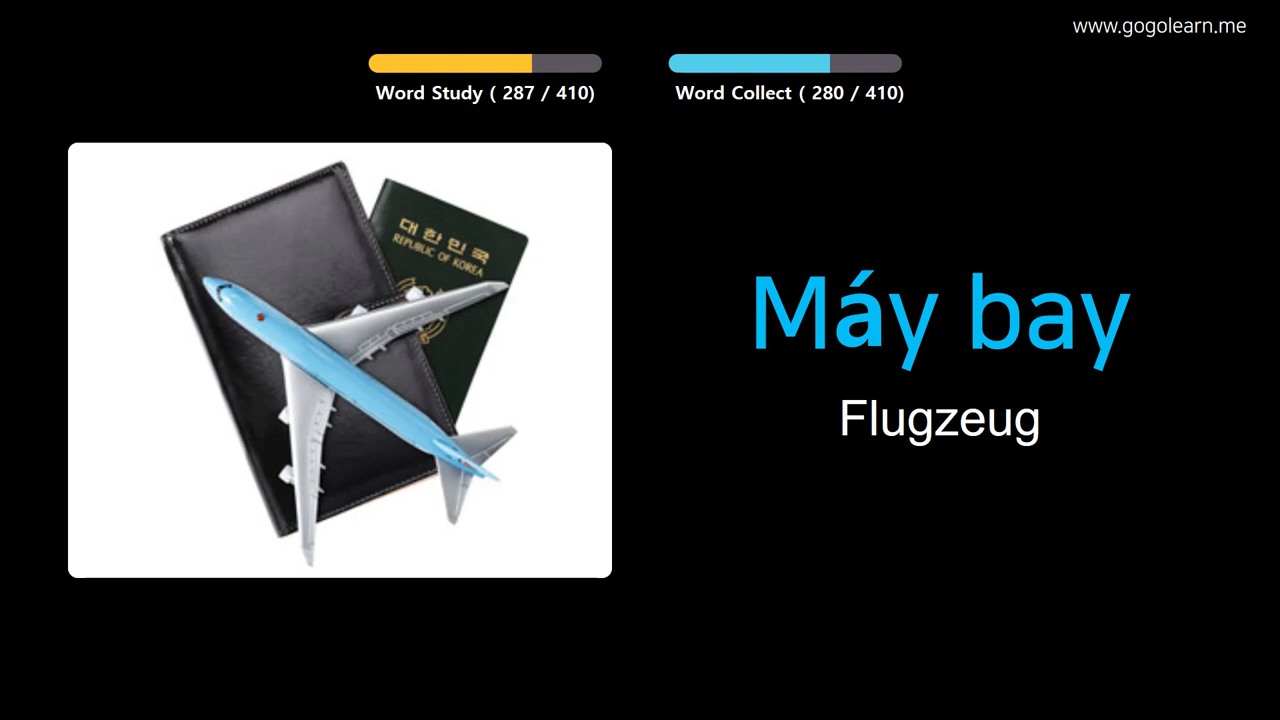 www.gogolearn.me
Word Study ( 287 / 410)
Word Collect ( 280 / 410)
대한민국
REPUBLIC OF KOREA
Máy bay
Flugzeug